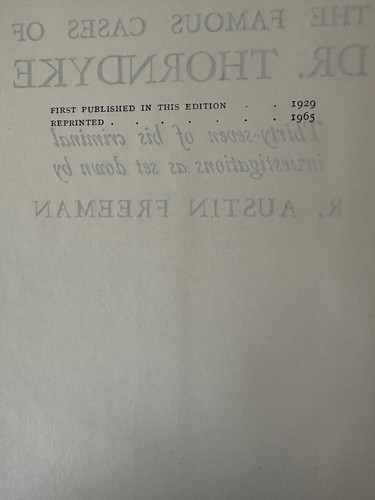 THE FAMOUS CASES OF
DR. THORNDYKE
FIRST PUBLISHED IN THIS EDITION . . 1929
REPRINTED . . . . . . . 1965
Thirty-seven of his criminal
investigations as set down by
R. AUSTIN FREEMAN